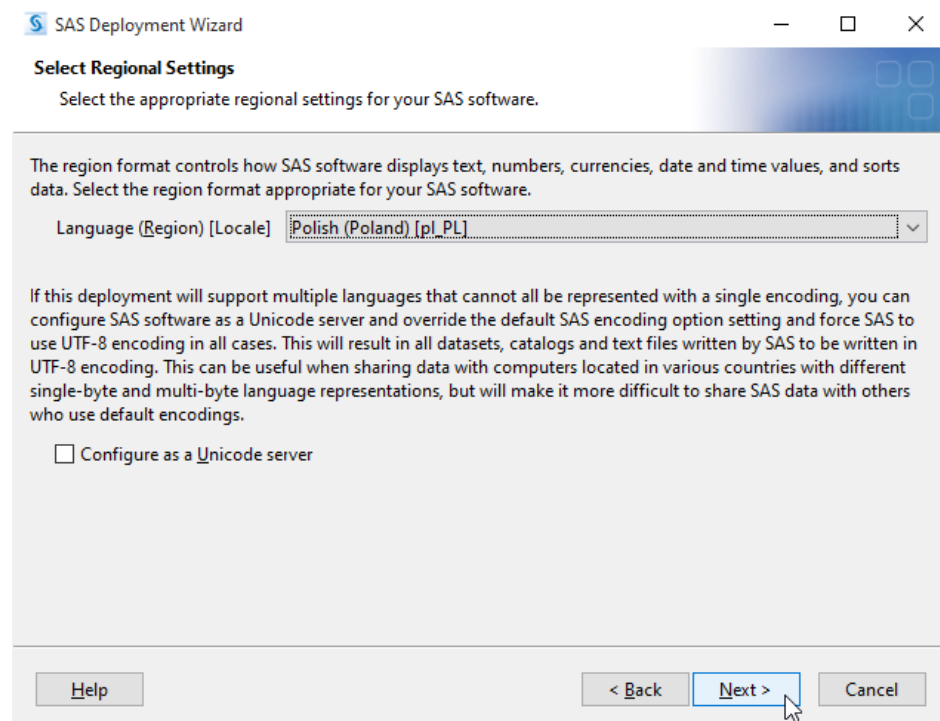 SAS Deployment Wizard
Select Regional Settings
Select the appropriate regional settings for your SAS software.
The region format controls how SAS software displays text, numbers, currencies, date and time values, and sorts
data. Select the region format appropriate for your SAS software.
Language (Region) [Locale] Polish (Poland) [pl_PL]
If this deployment will support multiple languages that cannot all be represented with a single encoding, you can
configure SAS software as a Unicode server and override the default SAS encoding option setting and force SAS to
use UTF-8 encoding in all cases. This will result in all datasets, catalogs and text files written by SAS to be written in
UTF-8 encoding. This can be useful when sharing data with computers located in various countries with different
single-byte and multi-byte language representations, but will make it more difficult to share SAS data with others
who use default encodings.
Configure as a Unicode server
Help < Back Next > Cancel